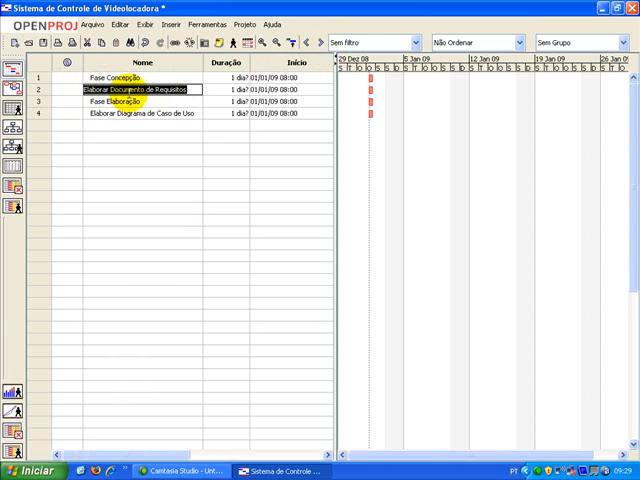 Sistema de Controle de Vídeolocadora *
OPENPROJ
Arquivo Editar Exibir Inserir Ferramentas Projeto Ajuda
Sem filtro
Não Ordenar
Sem Grupo
Nome Duração Início
29 Dez 08 5 Jan 09 12 Jan 09 19 Jan 09 26 Jan 09
1 Fase Concepção 1 dia? 01/01/09 08:00
2 Elaborar Documento de Requisitos 1 dia? 01/01/09 08:00
3 Fase Elaboração 1 dia? 01/01/09 08:00
4 Elaborar Diagrama de Caso de Uso 1 dia? 01/01/09 08:00
Iniciar
Camtasia Studio - Unt...
Sistema de Controle ...
PT
09:29